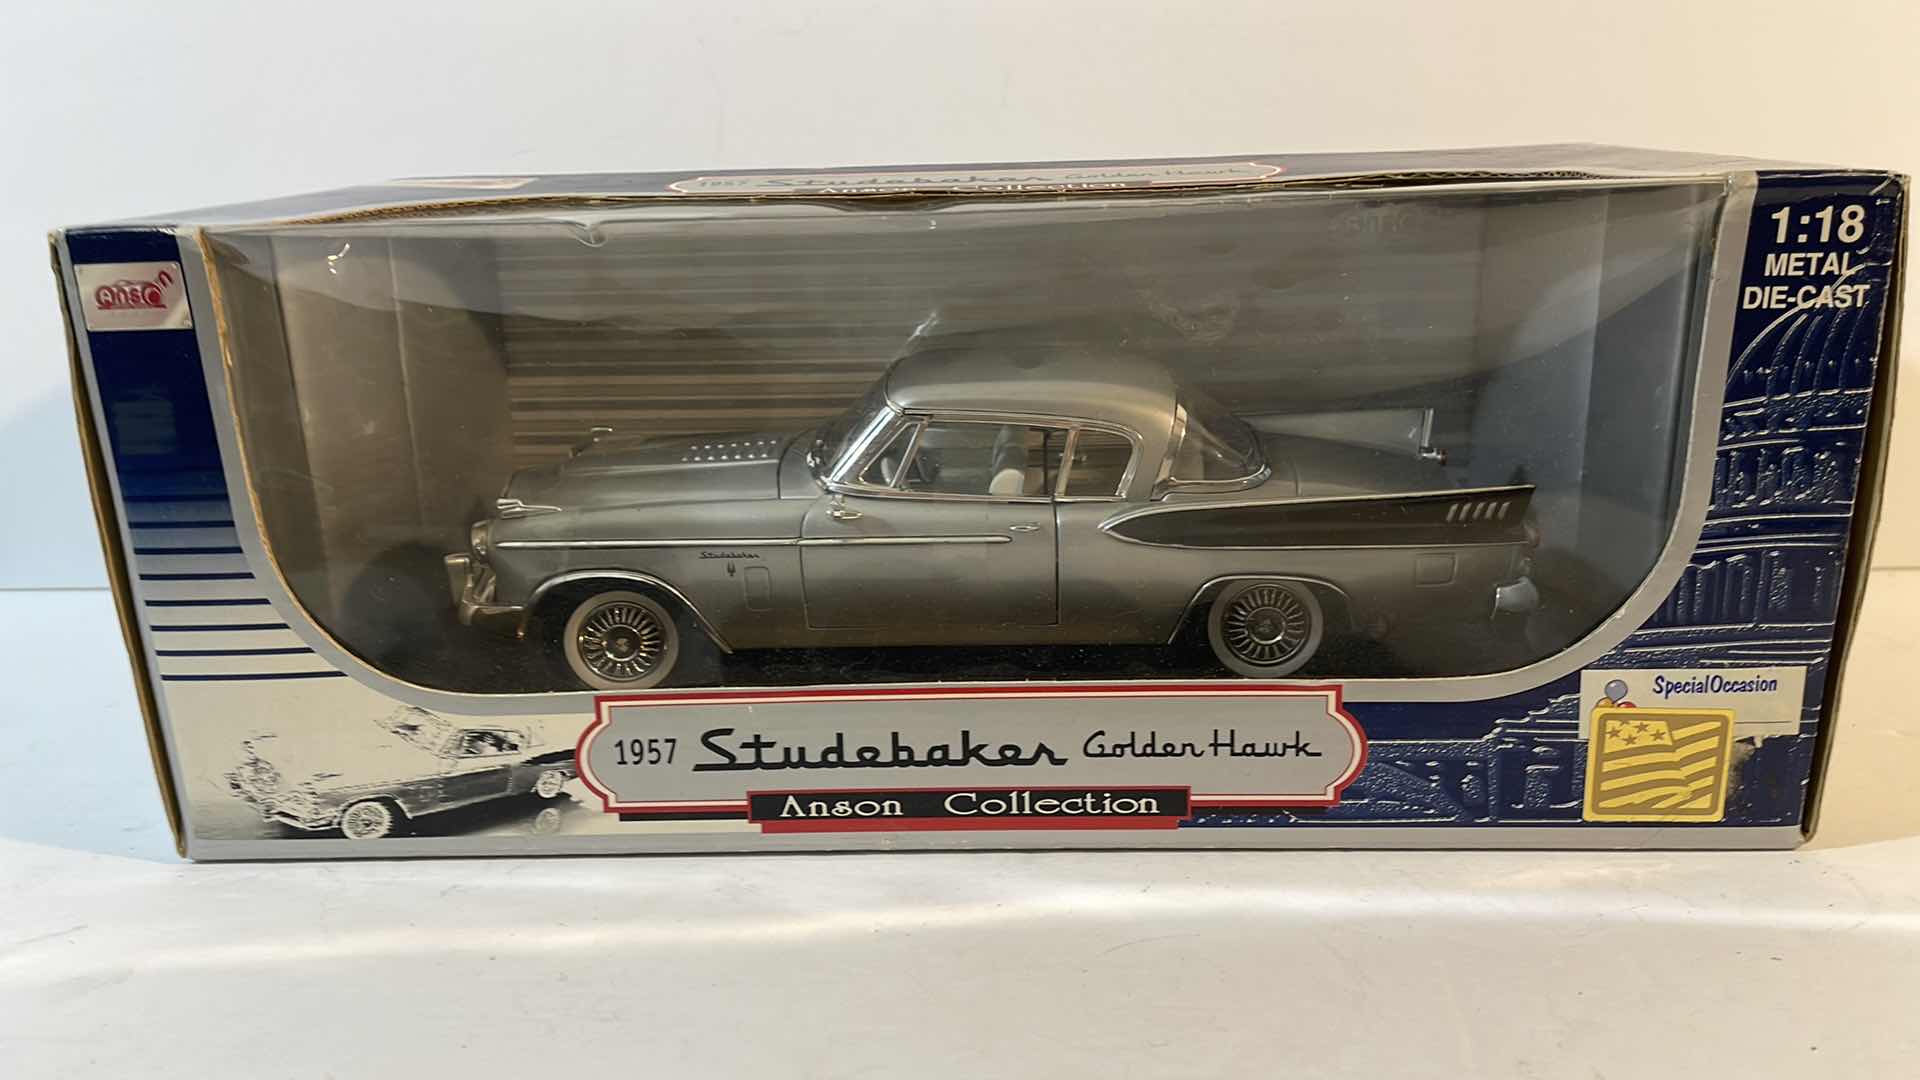 1957 Studebaker Golden Hawk
Anson Collection
Anson
1:18
METAL
DIE-CAST
Studebaker
Special Occasion
1957 Studebaker Golden Hawk
Anson Collection